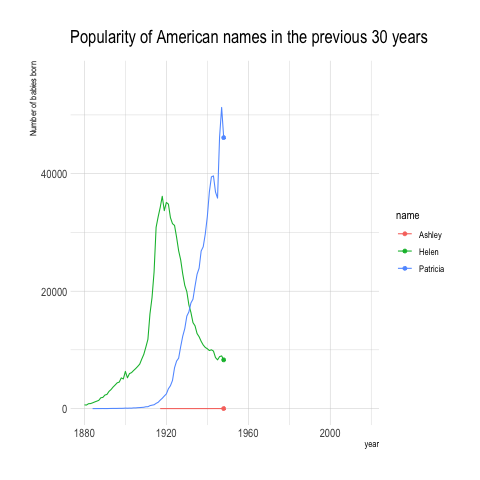 Popularity of American names in the previous 30 years
Number of babies born
40000
20000
0
1880
1920
1960
2000
year
name
Ashley
Helen
Patricia